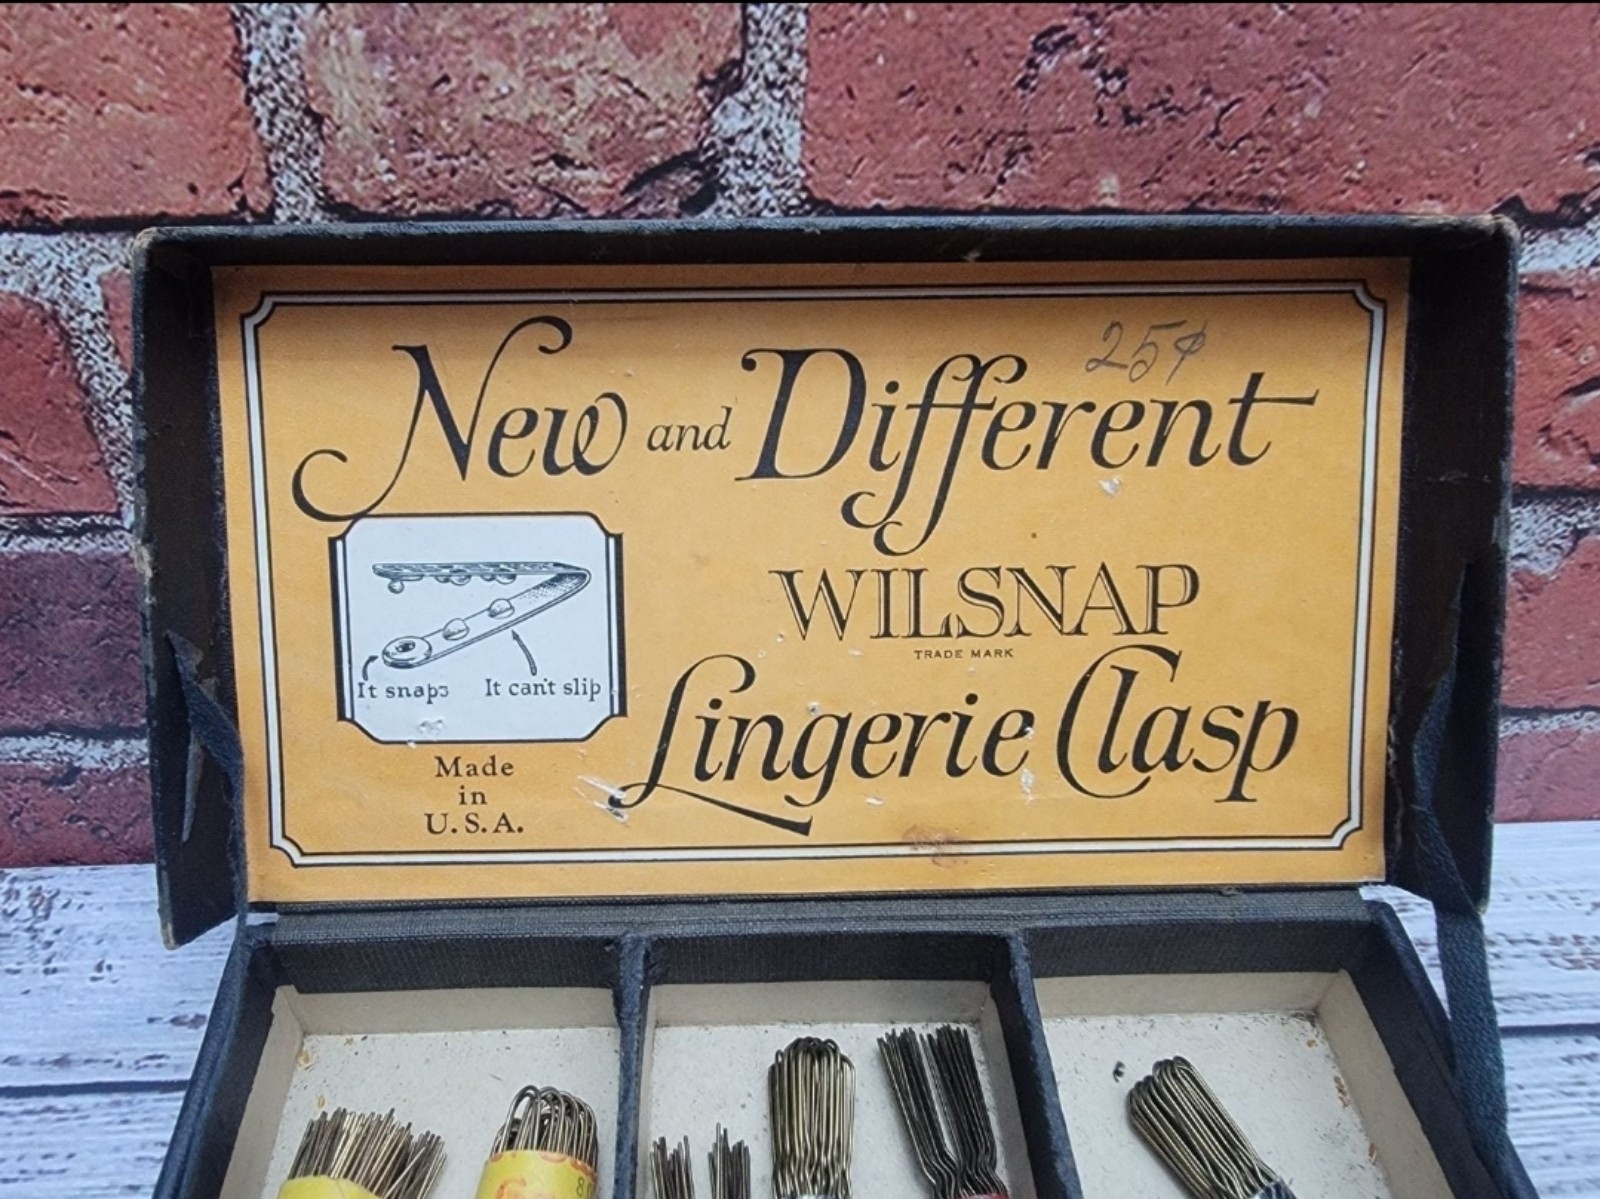 25¢
New and Different
WILSNAP
TRADE MARK
Lingerie Clasp
It snaps
It can't slip
Made
in
U.S.A.